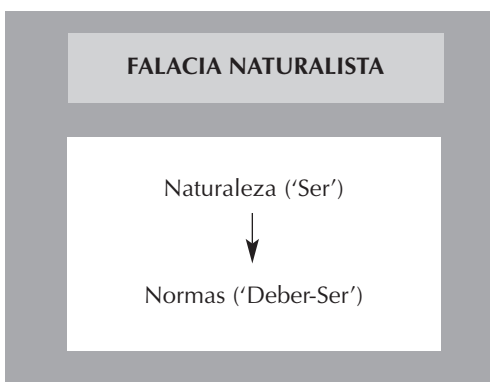 FALACIA NATURALISTA
Naturaleza (‘Ser’)
Normas (‘Deber-Ser’)